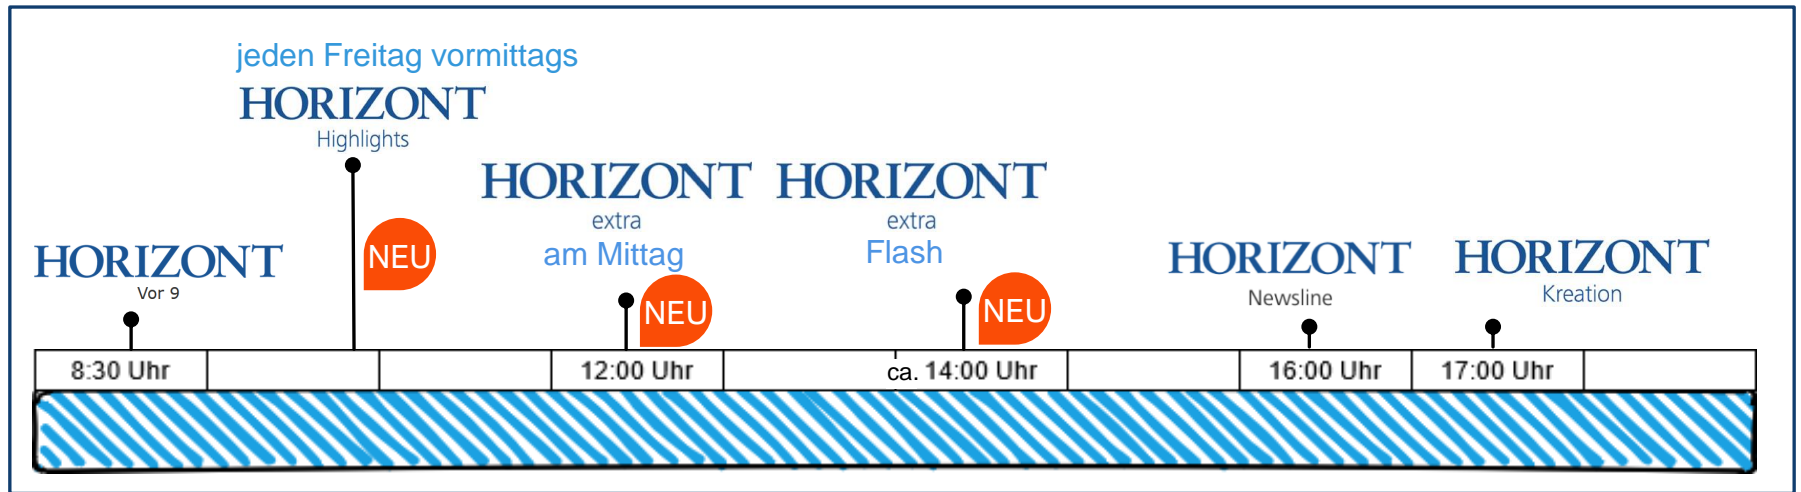 jeden Freitag vormittags
HORIZONT
Highlights
NEU
HORIZONT
extra
am Mittag
NEU
HORIZONT
extra
Flash
NEU
HORIZONT
Vor 9
HORIZONT
Newsline
HORIZONT
Kreation
8:30 Uhr
12:00 Uhr
ca. 14:00 Uhr
16:00 Uhr
17:00 Uhr